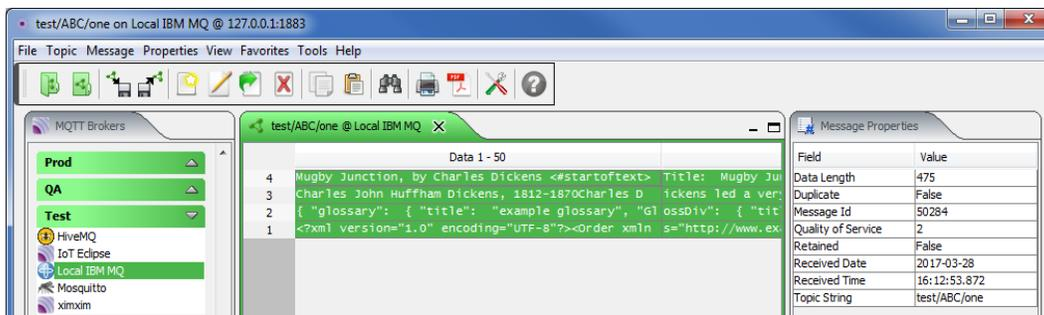 test/ABC/one on Local IBM MQ @ 127.0.0.1:1883
File Topic Message Properties View Favorites Tools Help
PDF
MQTT Brokers
Prod
QA
Test
HiveMQ
IoT Eclipse
Local IBM MQ
Mosquitto
ximxim
test/ABC/one @ Local IBM MQ
Data 1 - 50
4 Mugby Junction, by Charles Dickens <#startoftext> Title: Mugby Ju
3 Charles John Huffham Dickens, 1812-1870Charles D ickens led a very
2 { "glossary": { "title": "example glossary", "Gl ossDiv": { "tit
1 <?xml version="1.0" encoding="UTF-8"?><Order xmln s="http://www.exa
Message Properties
Field Value
Data Length 475
Duplicate False
Message Id 50284
Quality of Service 2
Retained False
Received Date 2017-03-28
Received Time 16:12:53.872
Topic String test/ABC/one